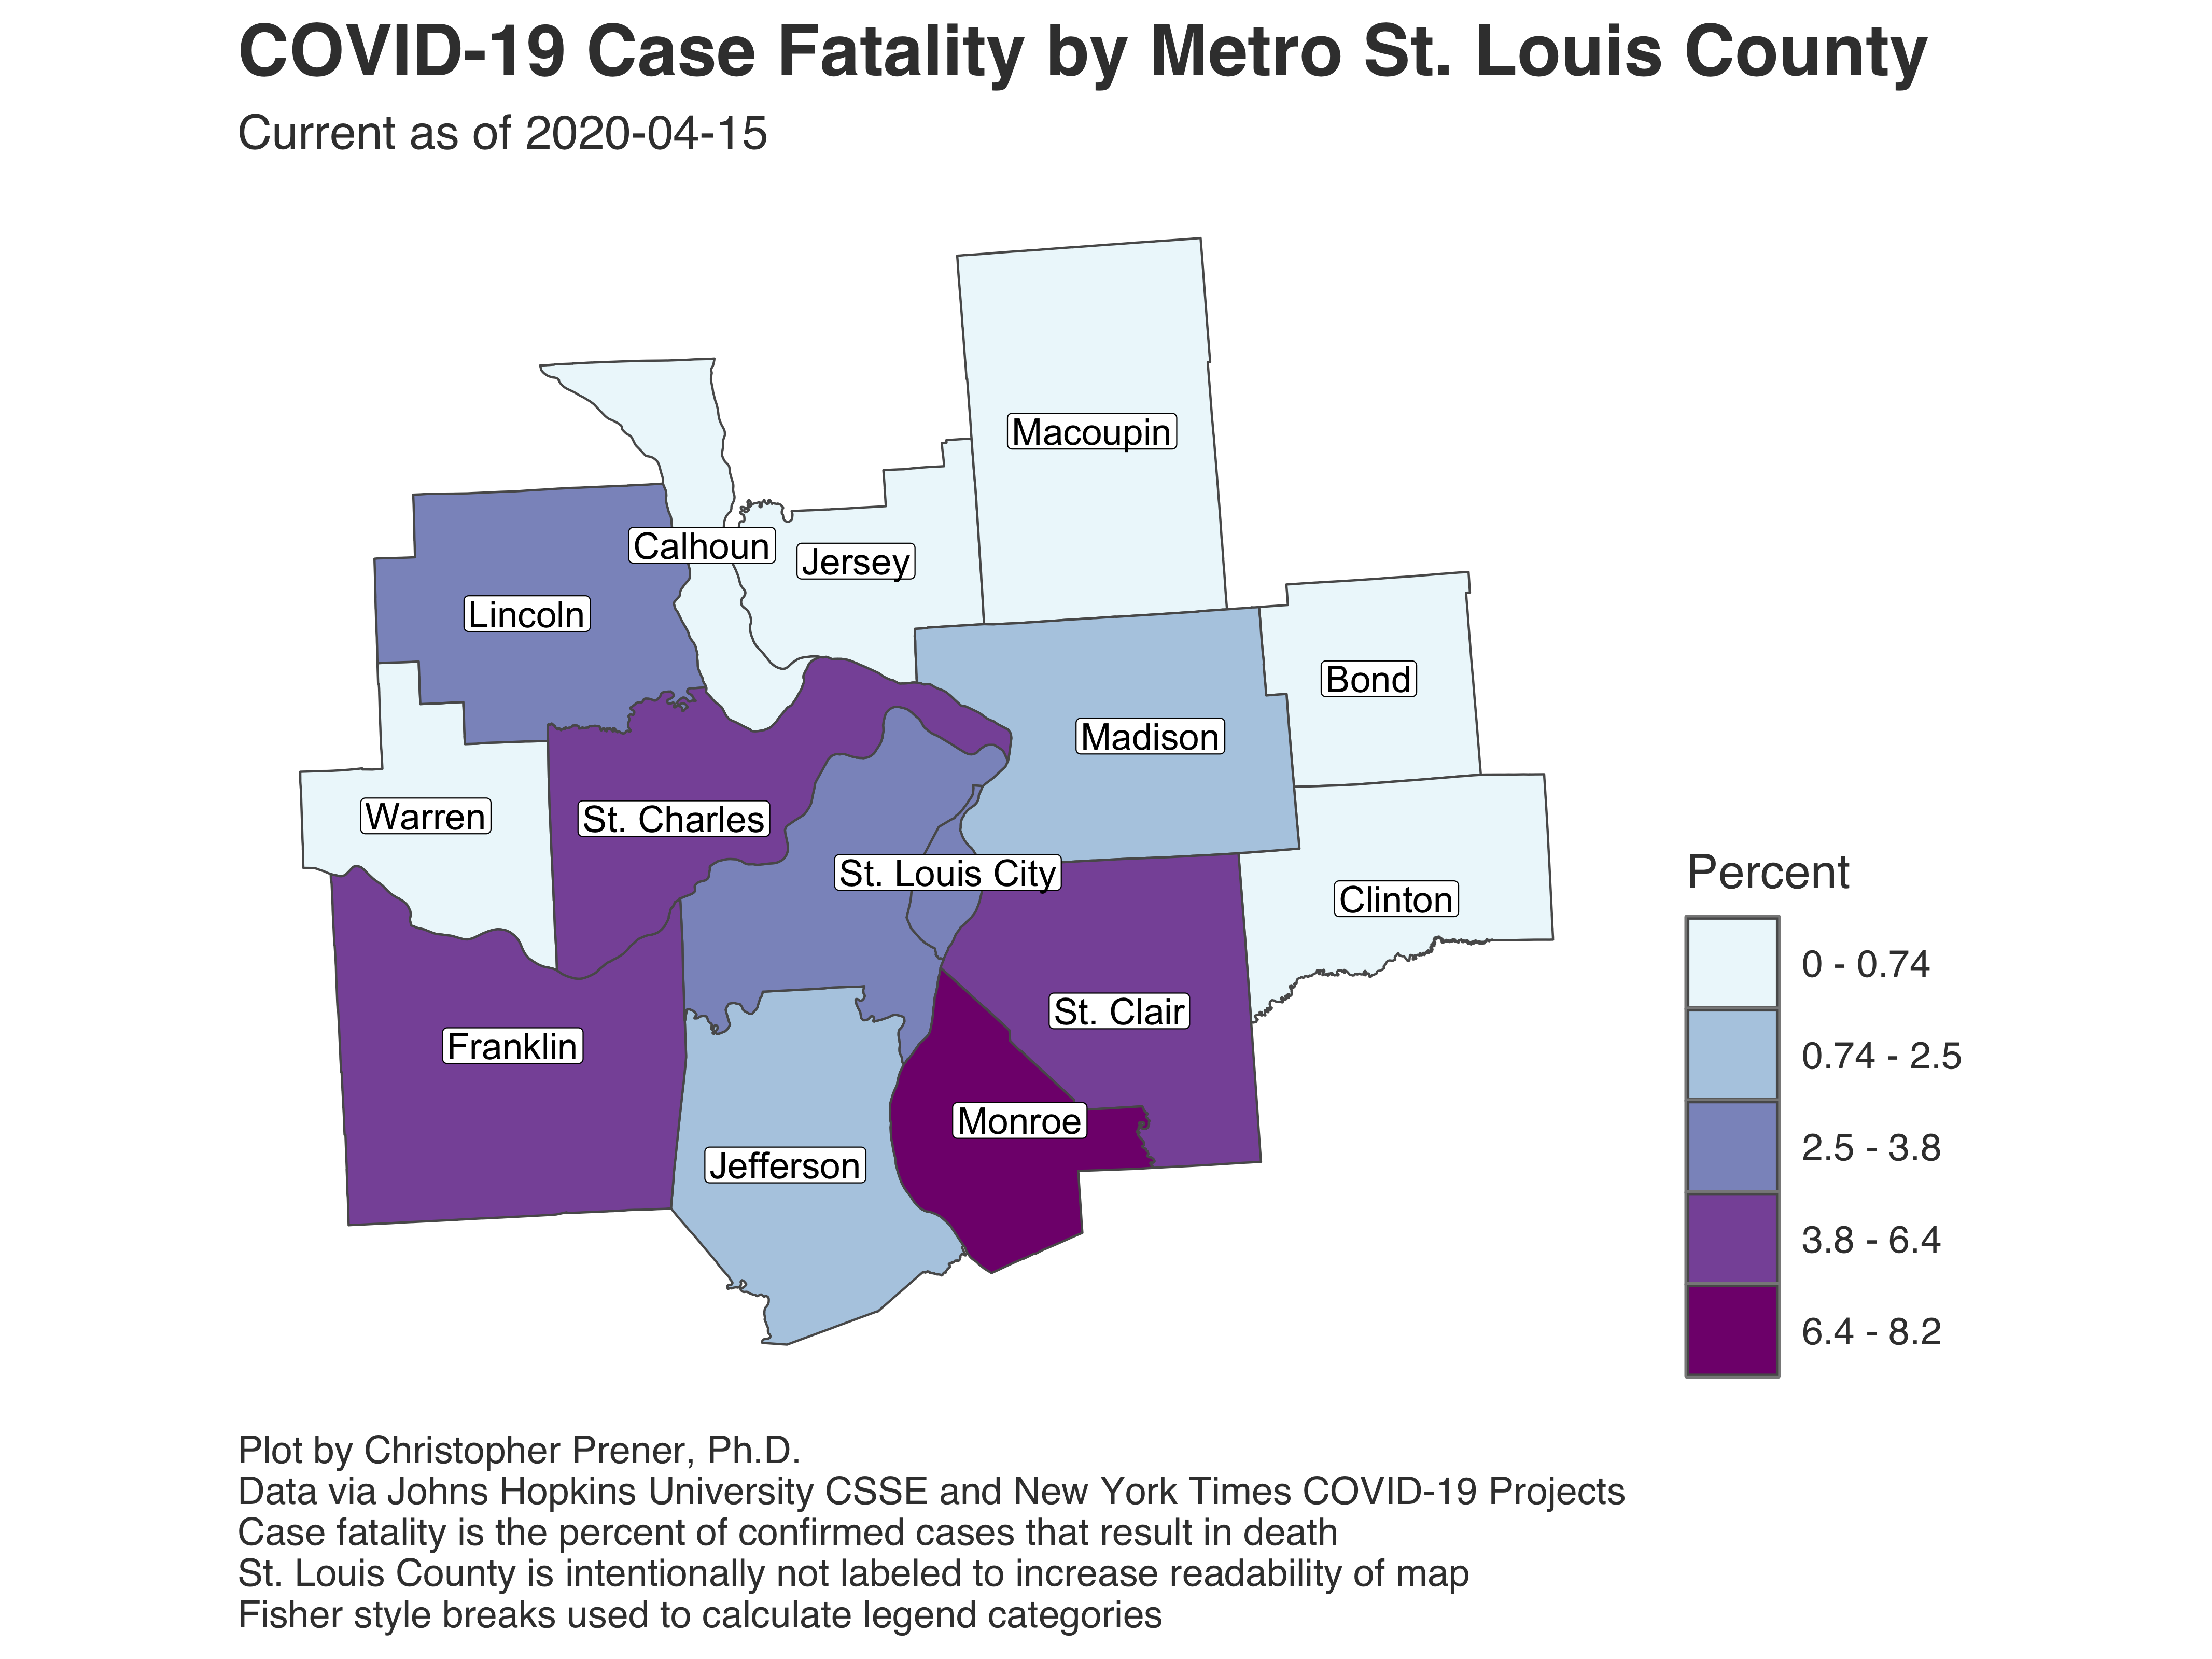 COVID-19 Case Fatality by Metro St. Louis County
Current as of 2020-04-15
Macoupin
Calhoun
Jersey
Lincoln
Bond
Madison
Warren
St. Charles
St. Louis City
Clinton
St. Clair
Franklin
Monroe
Jefferson
Percent
0 - 0.74
0.74 - 2.5
2.5 - 3.8
3.8 - 6.4
6.4 - 8.2
Plot by Christopher Prener, Ph.D.
Data via Johns Hopkins University CSSE and New York Times COVID-19 Projects
Case fatality is the percent of confirmed cases that result in death
St. Louis County is intentionally not labeled to increase readability of map
Fisher style breaks used to calculate legend categories